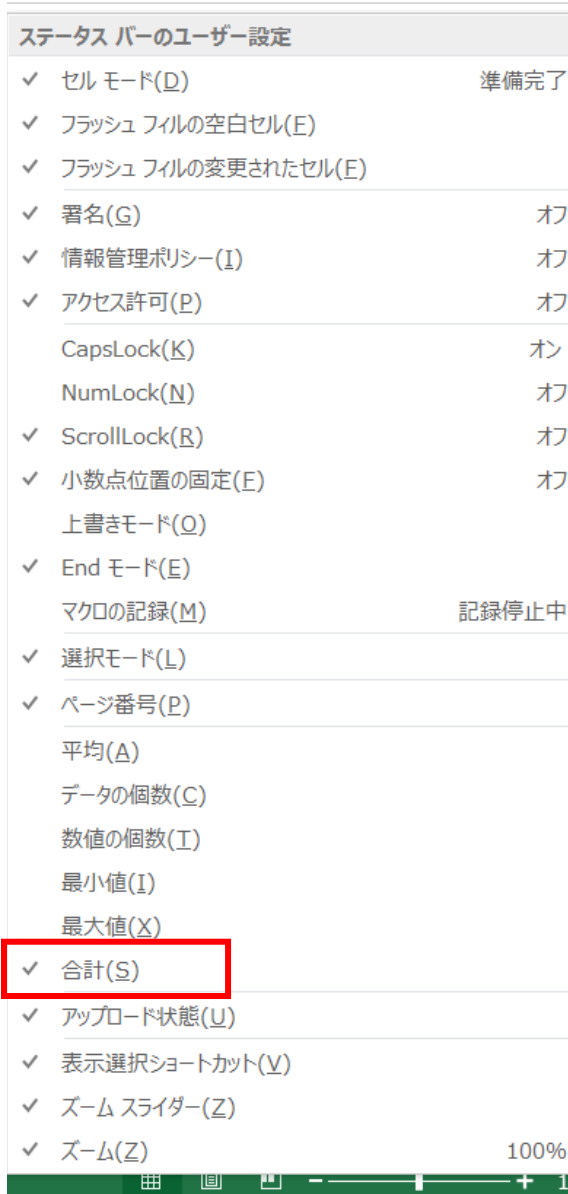 ステータス バーのユーザー設定
✓ セル モード(D) 準備完了
✓ フラッシュ フィルの空白セル(F)
✓ フラッシュ フィルの変更されたセル(F)
✓ 署名(G) オフ
✓ 情報管理ポリシー(I) オフ
✓ アクセス許可(P) オフ
CapsLock(K) オン
NumLock(N) オフ
✓ ScrollLock(R) オフ
✓ 小数点位置の固定(F) オフ
上書きモード(O)
✓ End モード(E)
マクロの記録(M) 記録停止中
✓ 選択モード(L)
✓ ページ番号(P)
平均(A)
データの個数(C)
数値の個数(T)
最小値(I)
最大値(X)
✓ 合計(S)
✓ アップロード状態(U)
✓ 表示選択ショートカット(V)
✓ ズーム スライダー(Z)
✓ ズーム(Z) 100%